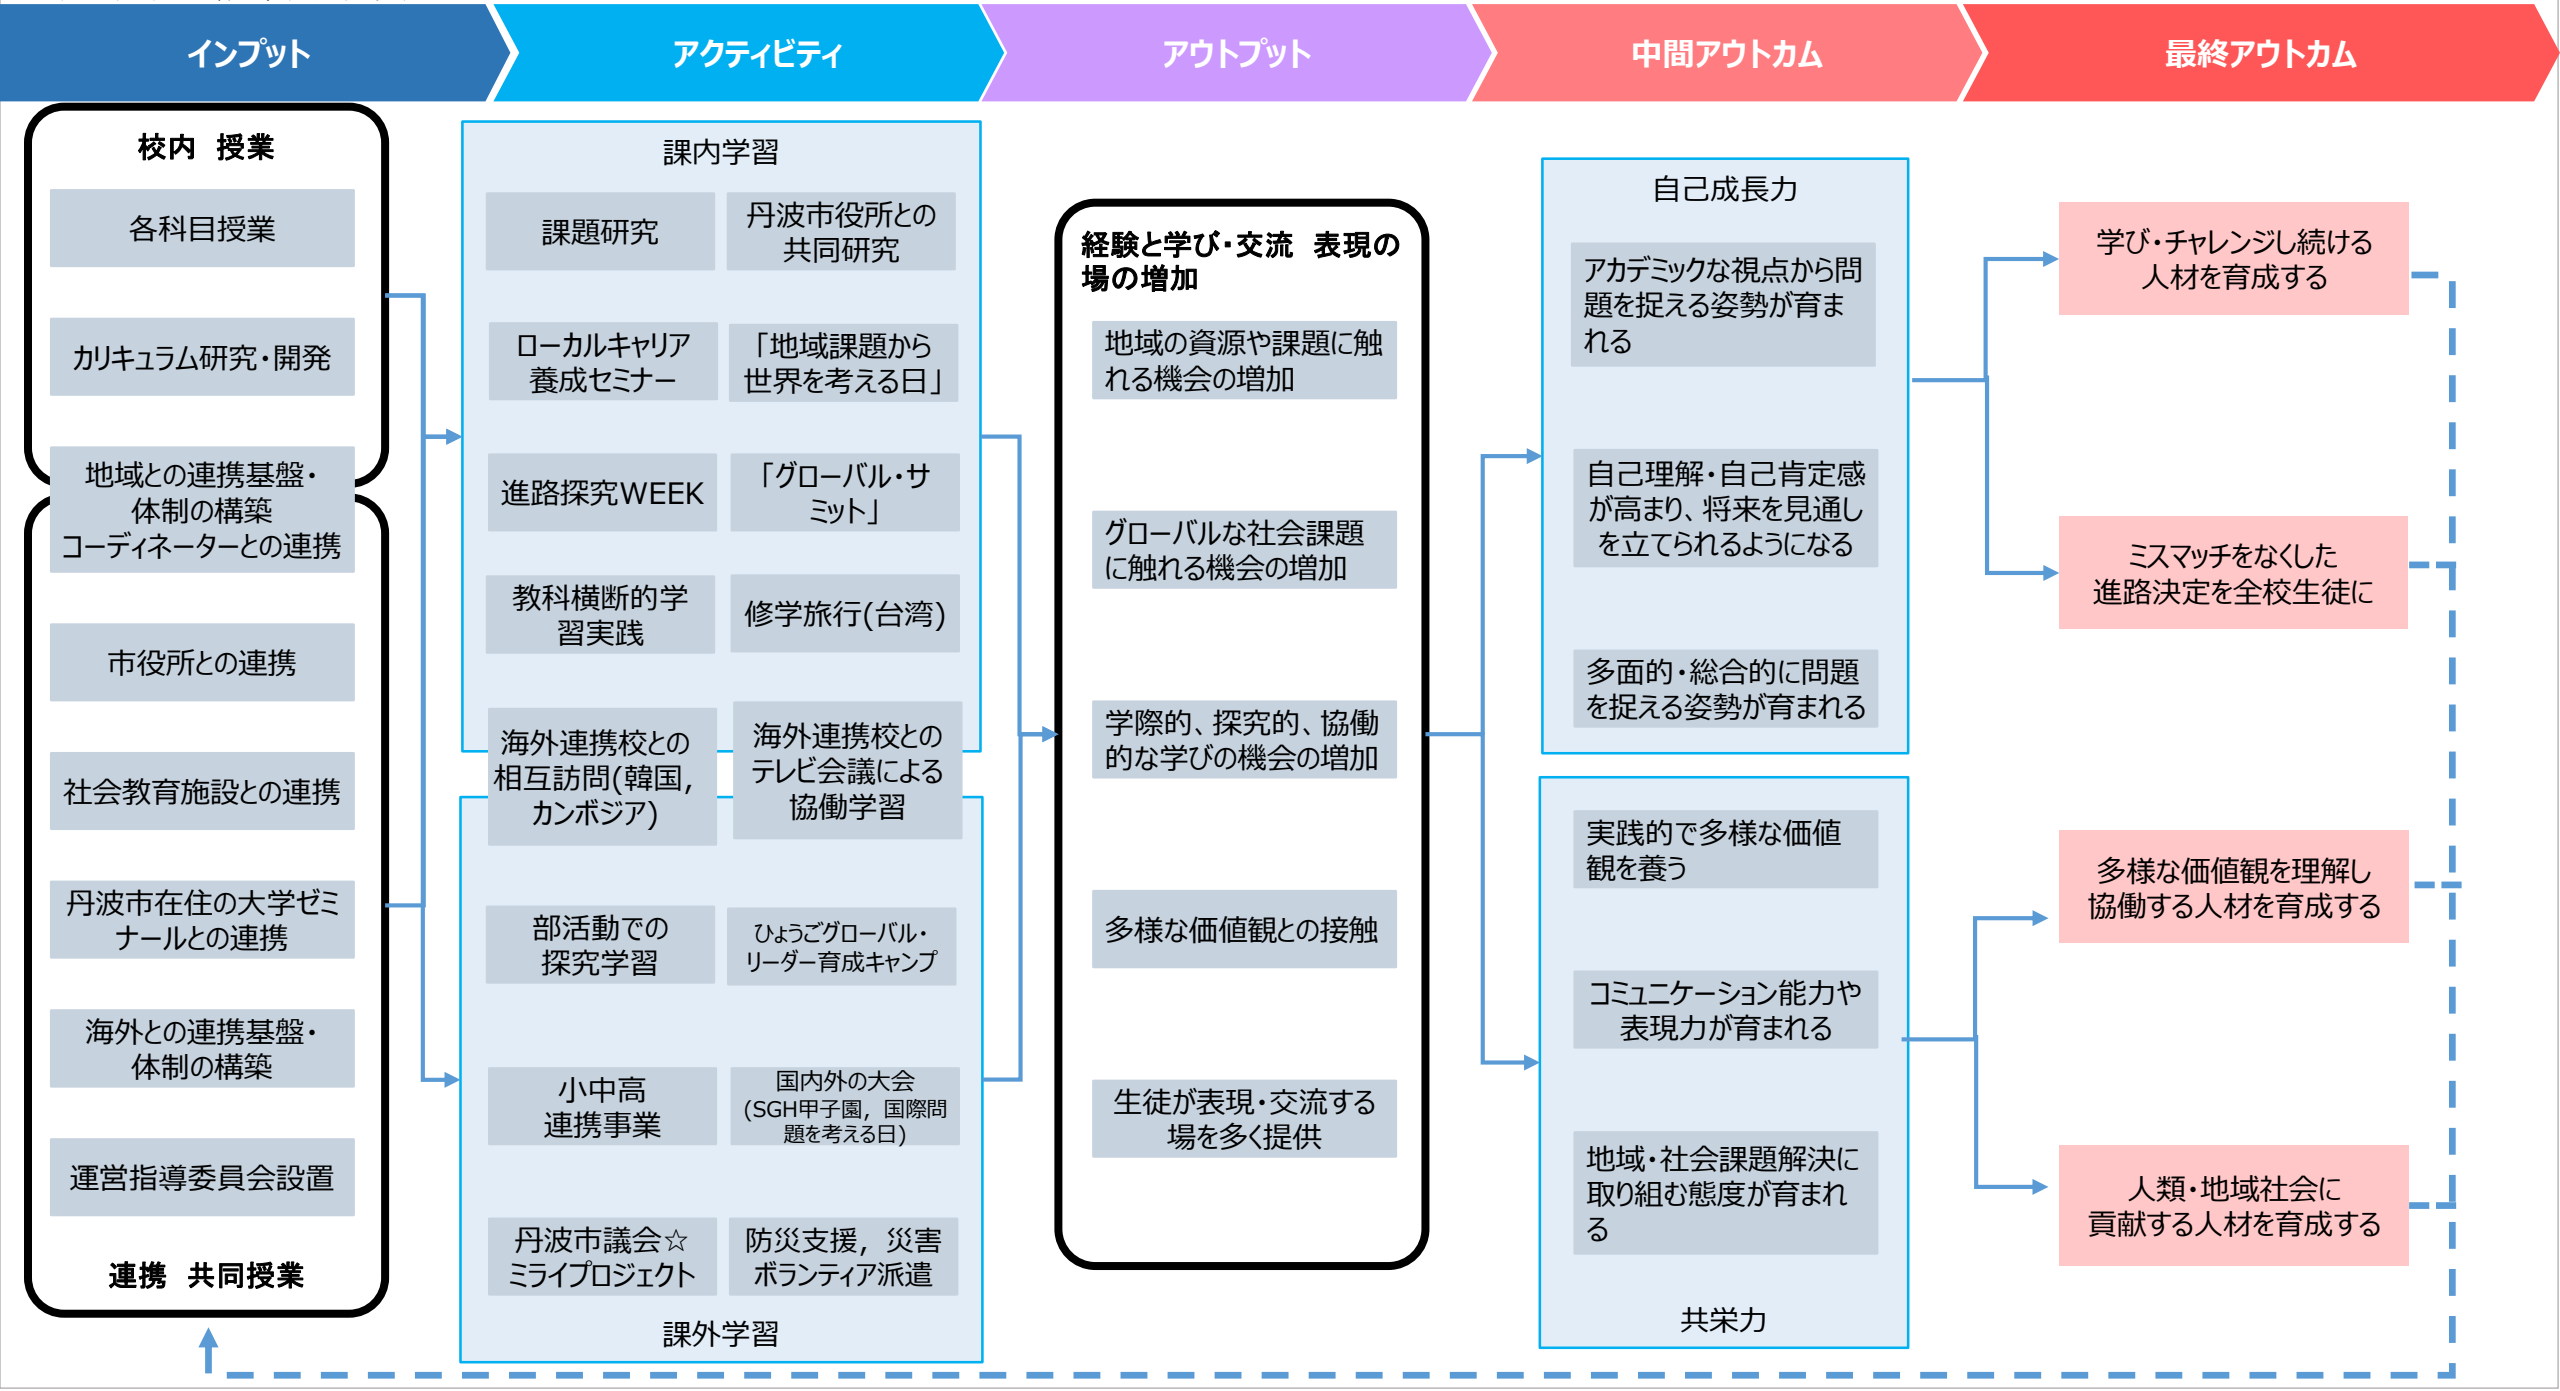 インプット
アクティビティ
アウトプット
中間アウトカム
最終アウトカム
校内　授業
各科目授業
カリキュラム研究・開発
地域との連携基盤・
体制の構築
コーディネーターとの連携
市役所との連携
社会教育施設との連携
丹波市在住の大学ゼミ
ナールとの連携
海外との連携基盤・
体制の構築
運営指導委員会設置
連携　共同授業
課内学習
課題研究
丹波市役所との
共同研究
ローカルキャリア
養成セミナー
「地域課題から
世界を考える日」
進路探究WEEK
「グローバル・サ
ミット」
教科横断的学
習実践
修学旅行(台湾)
海外連携校との
相互訪問(韓国,
カンボジア)
海外連携校との
テレビ会議による
協働学習
部活動での
探究学習
ひょうごグローバル・
リーダー育成キャンプ
小中高
連携事業
国内外の大会
(SGH甲子園，国際問
題を考える日)
丹波市議会☆
ミライプロジェクト
防災支援，災害
ボランティア派遣
課外学習
経験と学び・交流　表現の
場の増加
地域の資源や課題に触
れる機会の増加
グローバルな社会課題
に触れる機会の増加
学際的、探究的、協働
的な学びの機会の増加
多様な価値観との接触
生徒が表現・交流する
場を多く提供
自己成長力
アカデミックな視点から問
題を捉える姿勢が育ま
れる
自己理解・自己肯定感
が高まり、将来を見通し
を立てられるようになる
多面的・総合的に問題
を捉える姿勢が育まれる
実践的で多様な価値
観を養う
コミュニケーション能力や
表現力が育まれる
地域・社会課題解決に
取り組む態度が育まれ
る
共栄力
学び・チャレンジし続ける
人材を育成する
ミスマッチをなくした
進路決定を全校生徒に
多様な価値観を理解し
協働する人材を育成する
人類・地域社会に
貢献する人材を育成する